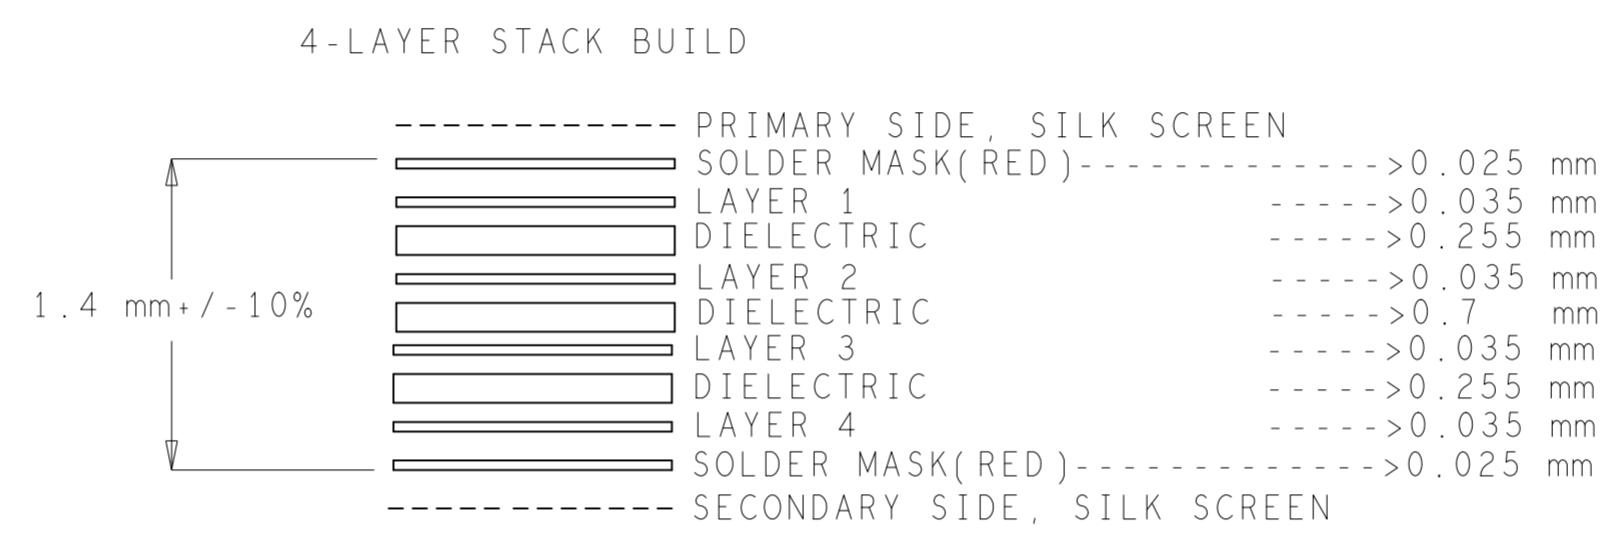 4-LAYER STACK BUILD
PRIMARY SIDE, SILK SCREEN
SOLDER MASK(RED)------------->0.025 mm
LAYER 1 ----->0.035 mm
DIELECTRIC ----->0.255 mm
LAYER 2 ----->0.035 mm
1.4 mm+/-10%
DIELECTRIC ----->0.7 mm
LAYER 3 ----->0.035 mm
DIELECTRIC ----->0.255 mm
LAYER 4 ----->0.035 mm
SOLDER MASK(RED)------------->0.025 mm
SECONDARY SIDE, SILK SCREEN